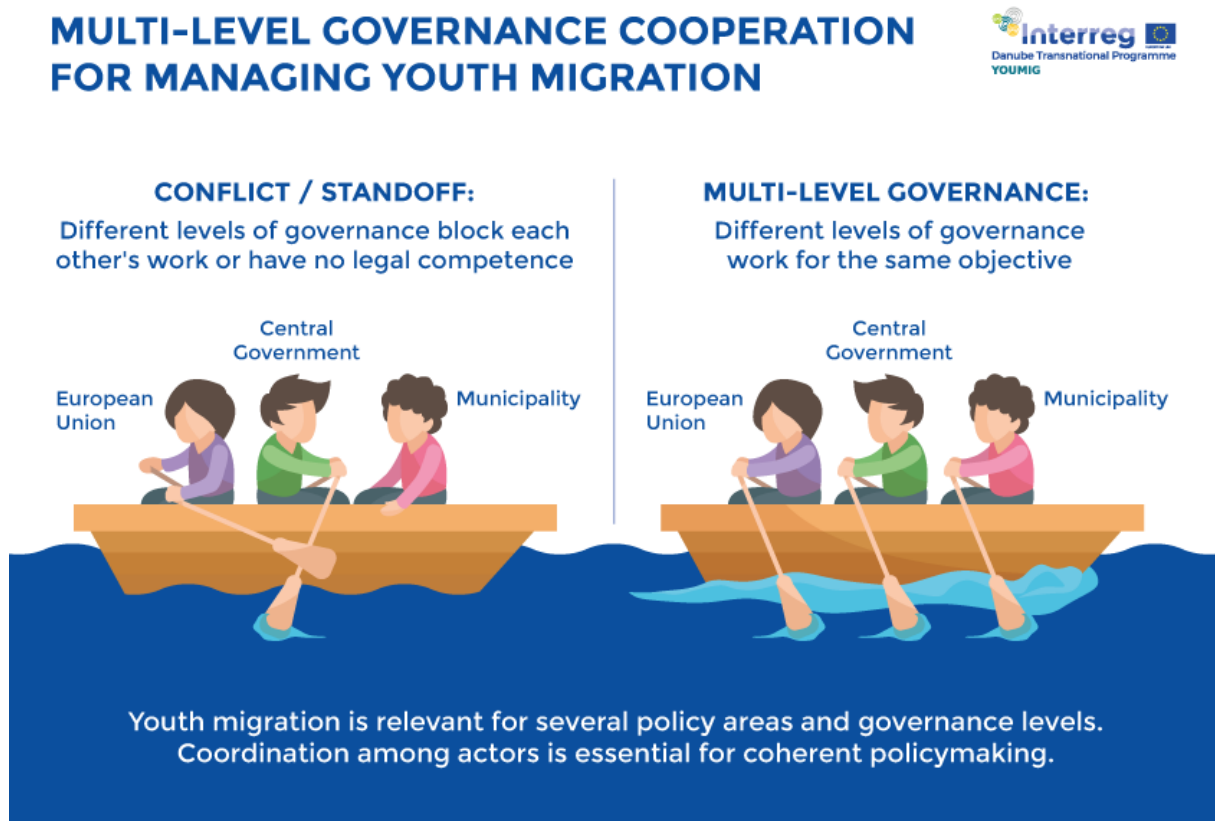 MULTI-LEVEL GOVERNANCE COOPERATION
FOR MANAGING YOUTH MIGRATION
Interreg
Danube Transnational Programme
YOUMIG
CONFLICT / STANDOFF:
Different levels of governance block each
other's work or have no legal competence
Central
Government
European
Union
Municipality
MULTI-LEVEL GOVERNANCE:
Different levels of governance
work for the same objective
Central
Government
European
Union
Municipality
Youth migration is relevant for several policy areas and governance levels.
Coordination among actors is essential for coherent policymaking.